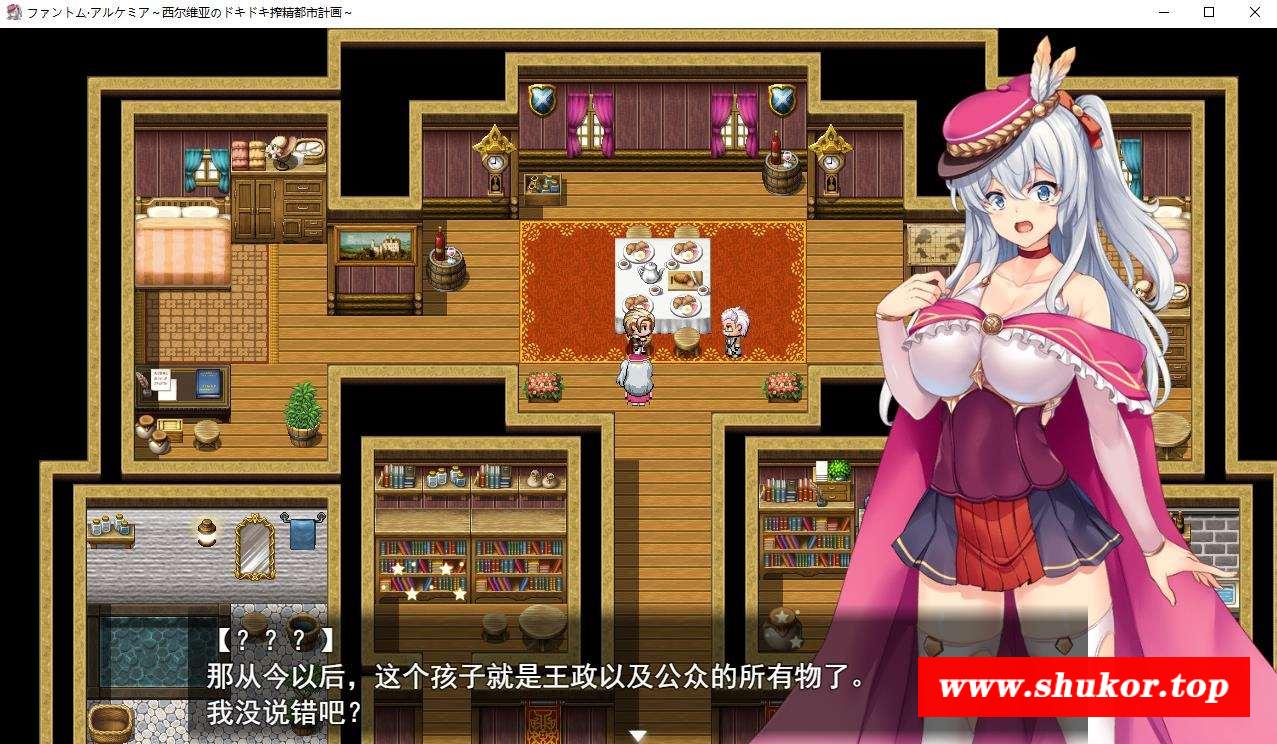 ファントム·アルケミア～西尔维亚のドキドキ搾精都市計画～
【？？？】
那从今以后，这个孩子就是王政以及公众的所有物了。
我没说错吧？
www.shukor.top